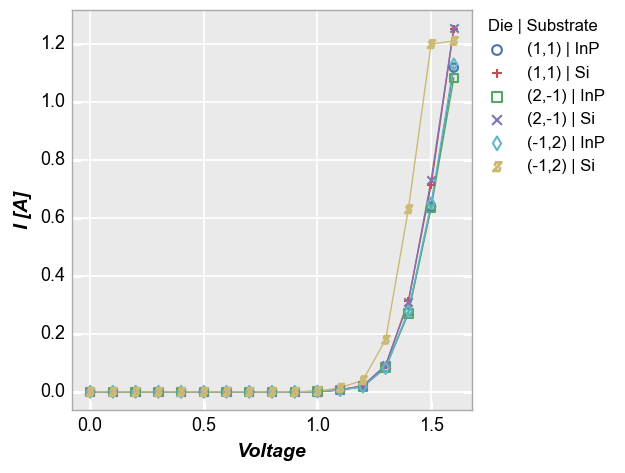 Die | Substrate
(1,1) | InP
(1,1) | Si
(2,-1) | InP
(2,-1) | Si
(-1,2) | InP
(-1,2) | Si
I [A]
1.2
1.0
0.8
0.6
0.4
0.2
0.0
0.0 0.5 1.0 1.5
Voltage